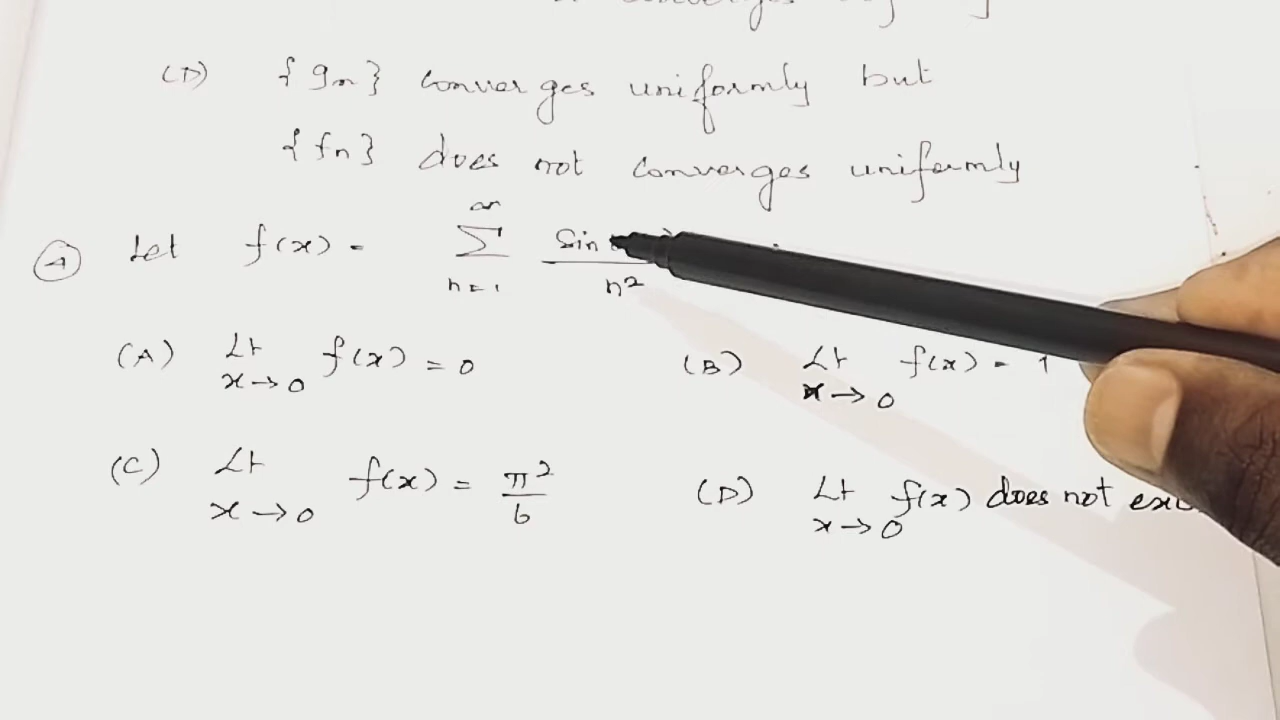 (D) {gn} converges uniformly but
{fn} does not converges uniformly
④ Let f(x) = ∞∑n=1 Sin / n²
(A) Lt x→0 f(x) = 0 (B) Lt x→0 f(x) = 1
(C) Lt x→0 f(x) = π²/6 (D) Lt x→0 f(x) does not